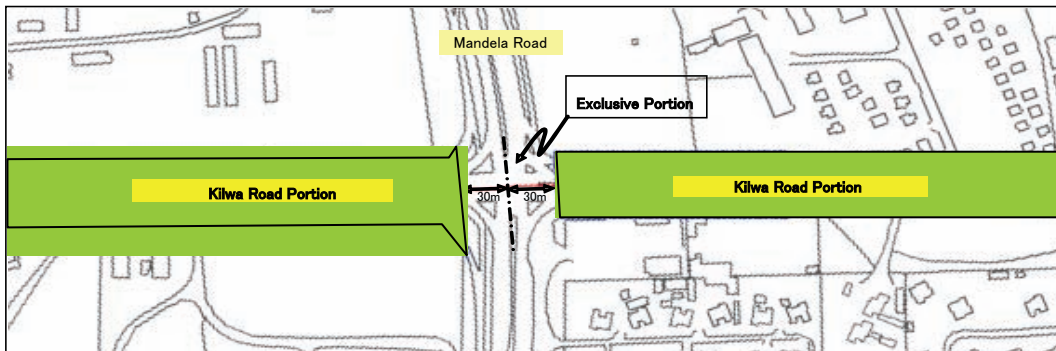 Mandela Road
Exclusive Portion
Kilwa Road Portion
Kilwa Road Portion
30m
30m